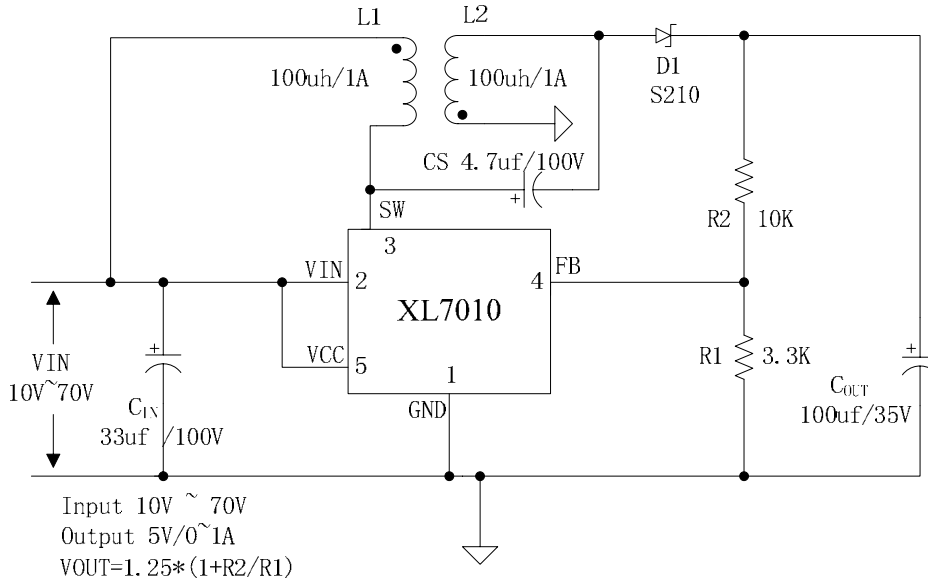 L1
L2
100uh/1A
100uh/1A
D1
S210
CS 4.7uf/100V
+
SW
3
R2 10K
VIN
2
XL7010
4
FB
VCC
5
1
GND
R1 3.3K
VIN
10V~70V
+
C_IN
33uf /100V
+
C_OUT
100uf/35V
Input 10V ~ 70V
Output 5V/0~1A
VOUT=1.25*(1+R2/R1)